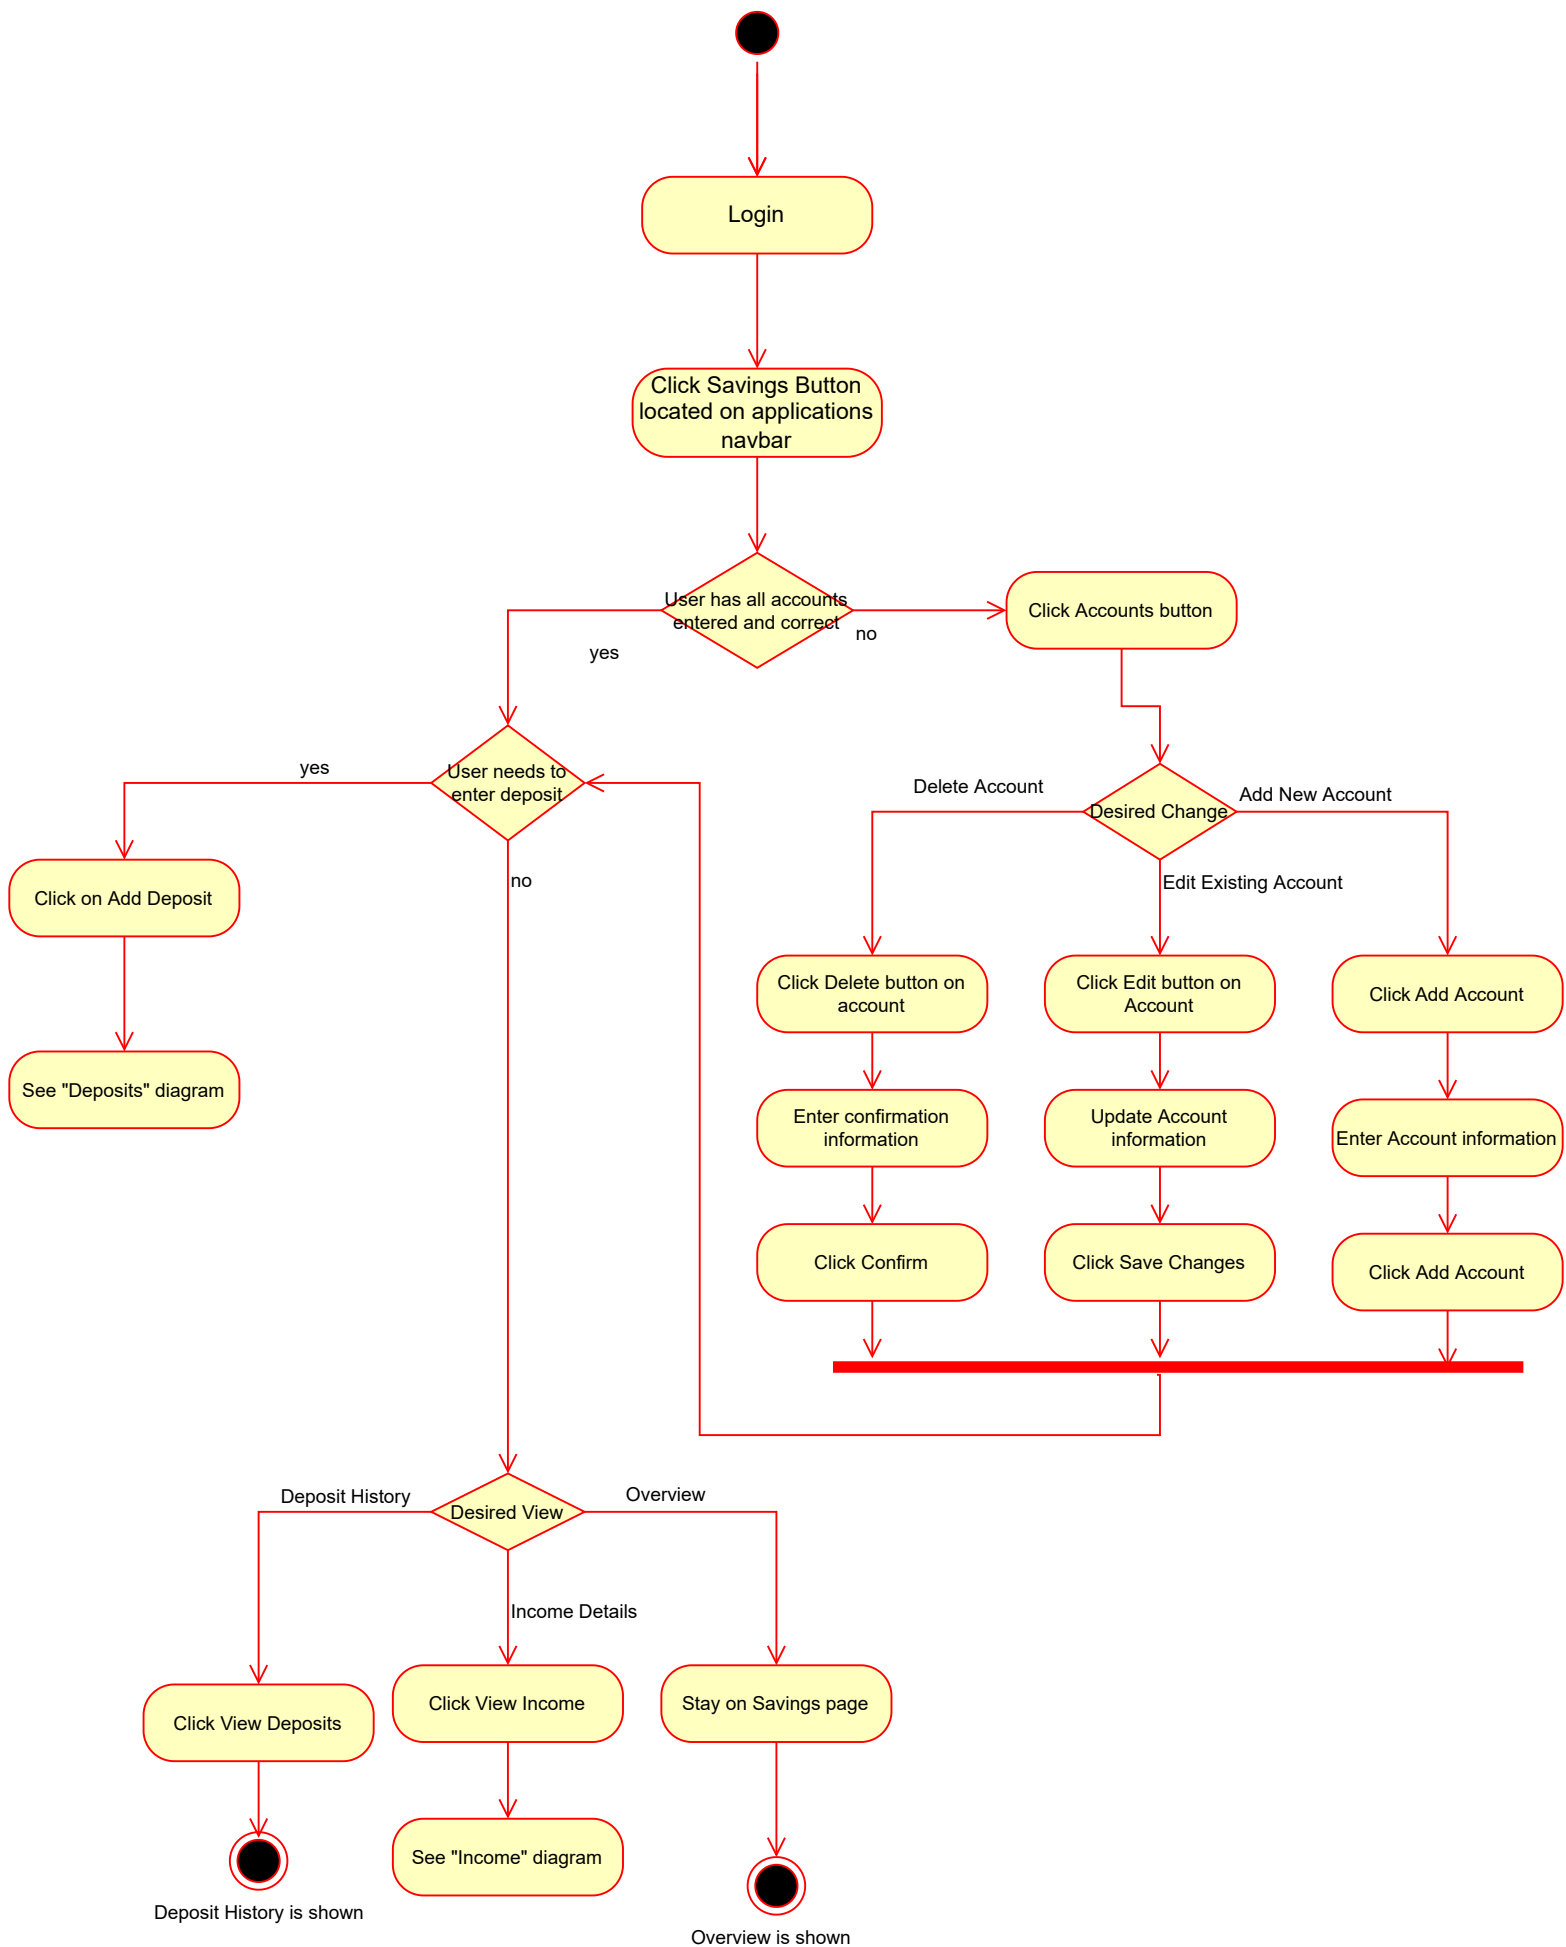 Login
Click Savings Button
located on applications
navbar
User has all accounts
entered and correct
no
yes
Click Accounts button
User needs to
enter deposit
yes
no
Delete Account
Desired Change
Add New Account
Edit Existing Account
Click on Add Deposit
See "Deposits" diagram
Click Delete button on
account
Click Edit button on
Account
Click Add Account
Enter confirmation
information
Update Account
information
Enter Account information
Click Confirm
Click Save Changes
Click Add Account
Deposit History
Desired View
Overview
Income Details
Click View Deposits
Click View Income
Stay on Savings page
See "Income" diagram
Deposit History is shown
Overview is shown